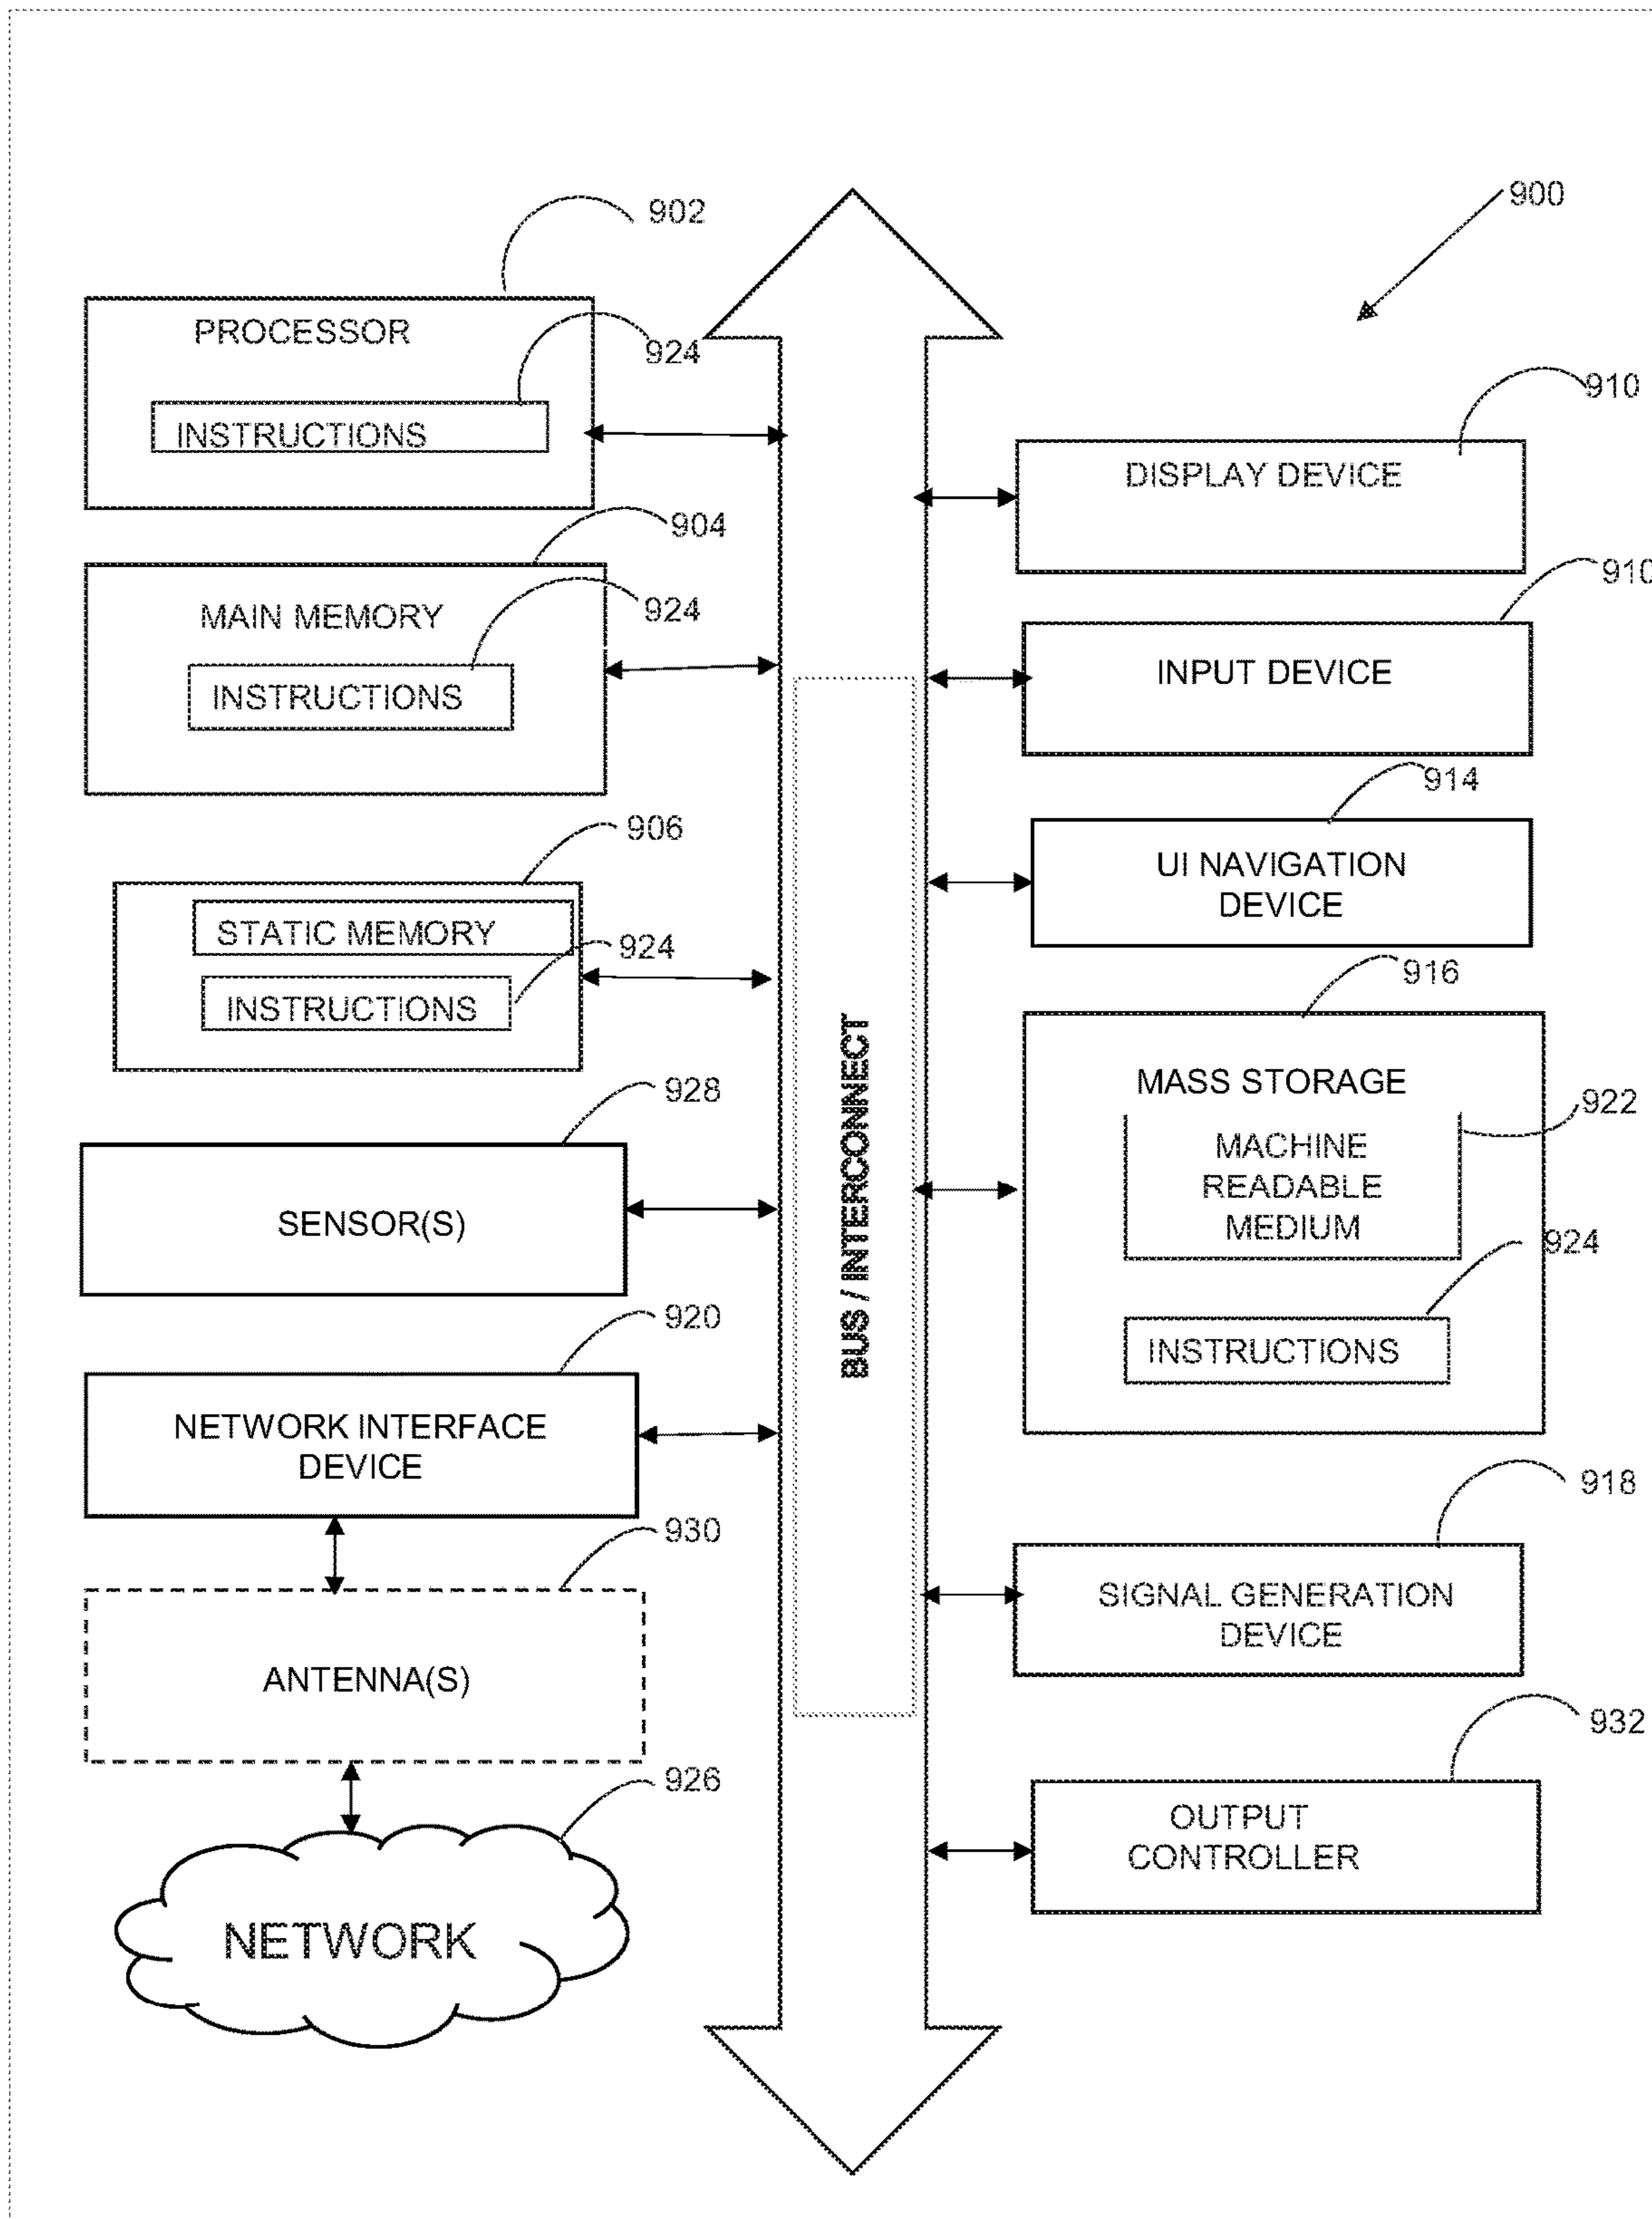 900
902
PROCESSOR
924
INSTRUCTIONS
904
MAIN MEMORY
924
INSTRUCTIONS
906
STATIC MEMORY
924
INSTRUCTIONS
928
SENSOR(S)
920
NETWORK INTERFACE
DEVICE
930
ANTENNA(S)
926
NETWORK
BUS / INTERCONNECT
910
DISPLAY DEVICE
910
INPUT DEVICE
914
UI NAVIGATION
DEVICE
916
MASS STORAGE
922
MACHINE
READABLE
MEDIUM
924
INSTRUCTIONS
918
SIGNAL GENERATION
DEVICE
932
OUTPUT
CONTROLLER